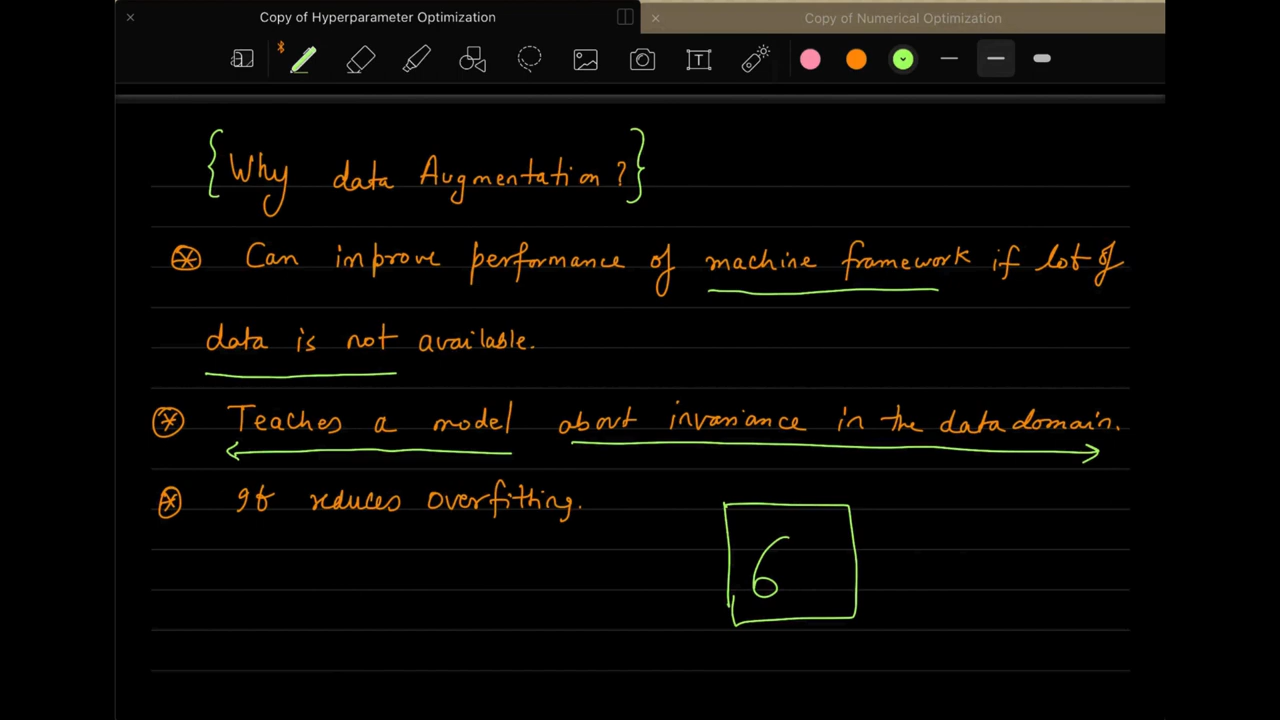 Copy of Hyperparameter Optimization
Copy of Numerical Optimization
T
Why data Augmentation?
Can improve performance of machine framework if lot of
data is not available.
Teaches a model about invariance in the data domain.
It reduces overfitting.
6